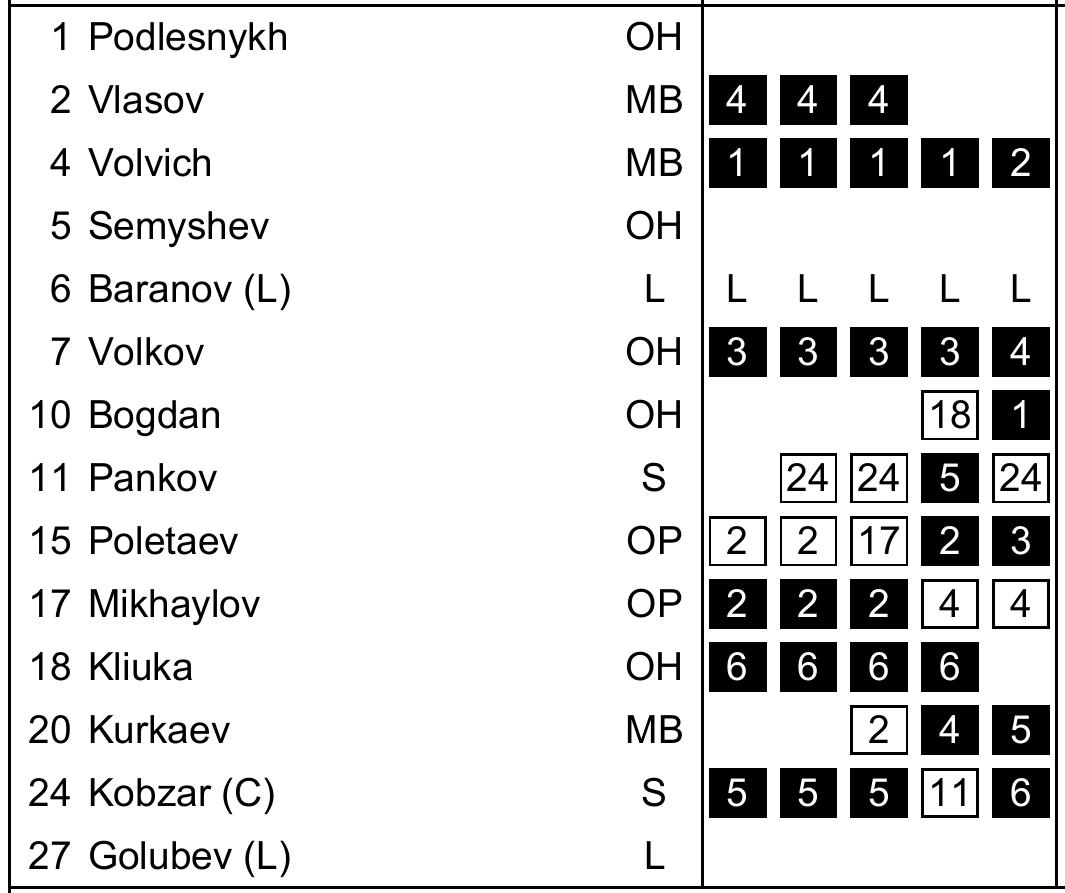 1 Podlesnykh OH
2 Vlasov MB 4 4 4
4 Volvich MB 1 1 1 1 2
5 Semyshev OH
6 Baranov (L) L L L L L L
7 Volkov OH 3 3 3 3 4
10 Bogdan OH 18 1
11 Pankov S 24 24 5 24
15 Poletaev OP 2 2 17 2 3
17 Mikhaylov OP 2 2 2 4 4
18 Kliuka OH 6 6 6 6
20 Kurkaev MB 2 4 5
24 Kobzar (C) S 5 5 5 11 6
27 Golubev (L) L